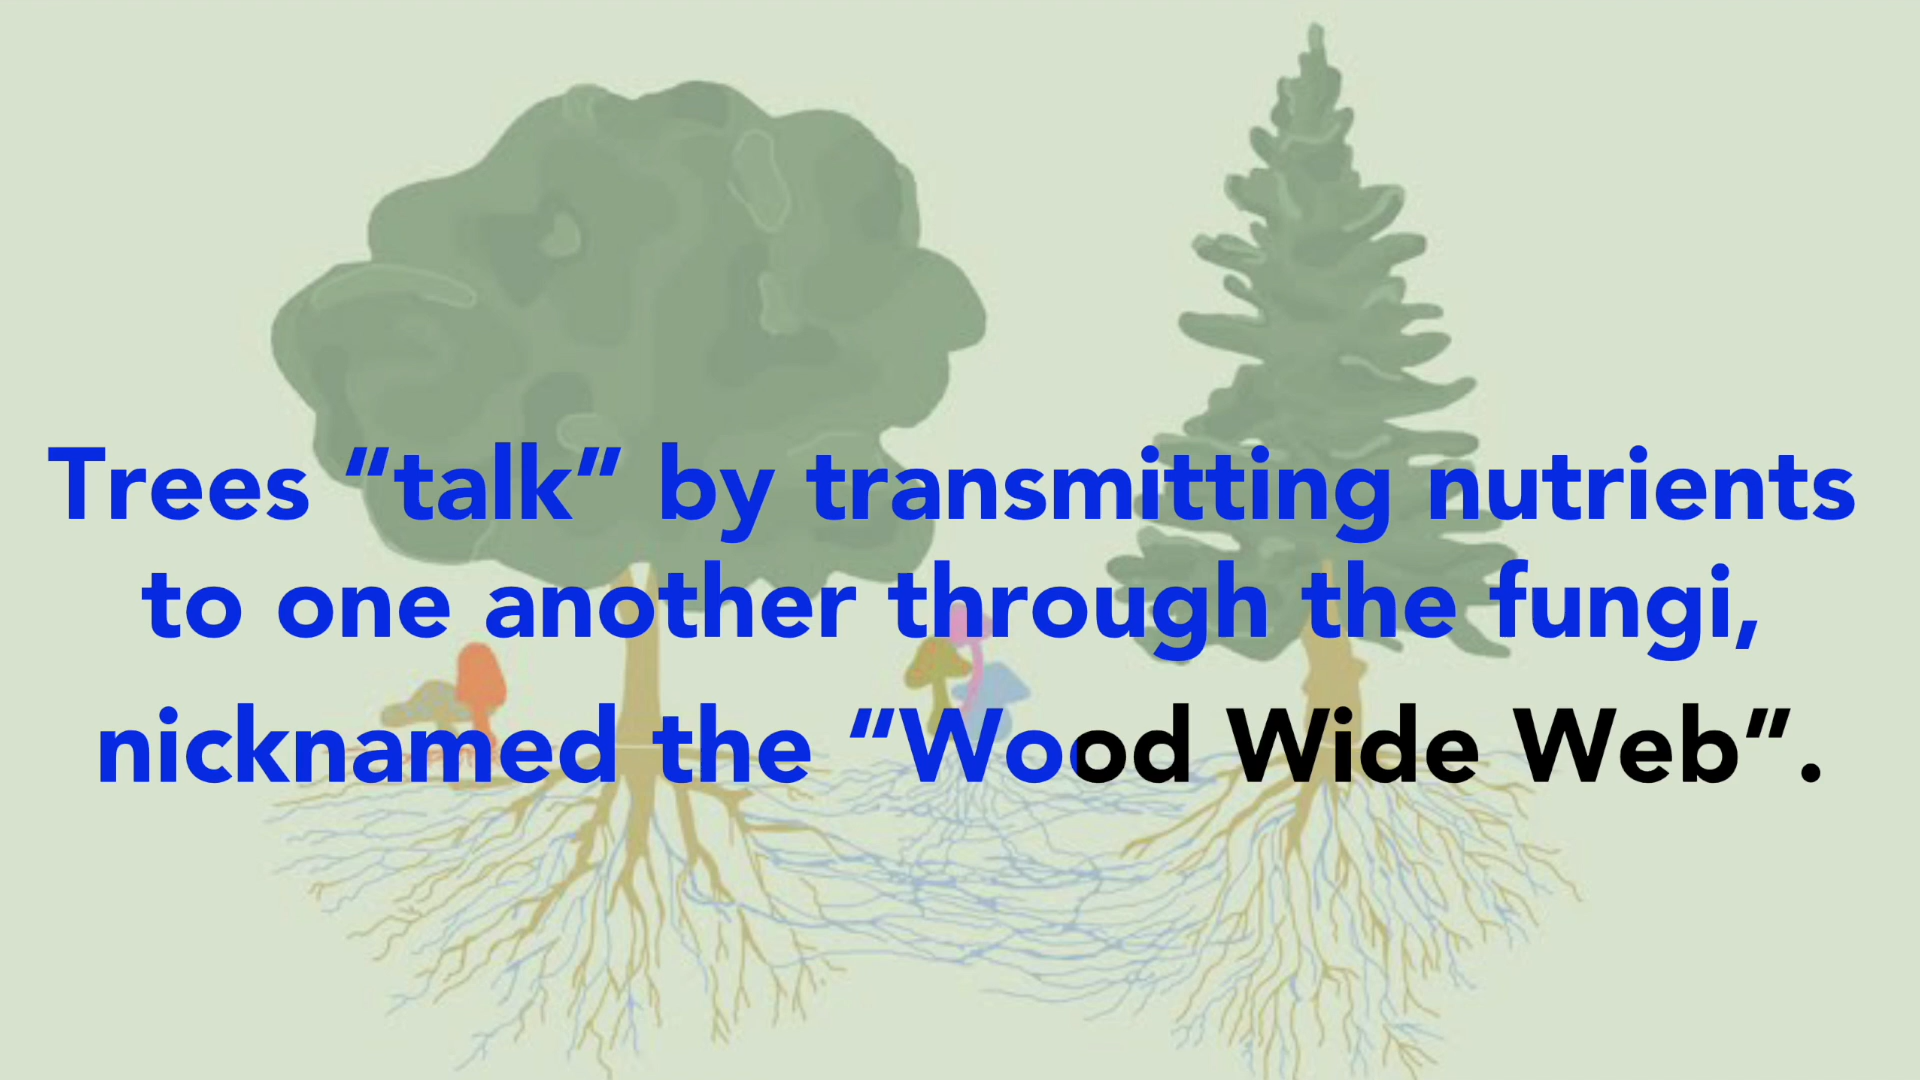 Trees “talk” by transmitting nutrients
to one another through the fungi,
nicknamed the “Wood Wide Web”.